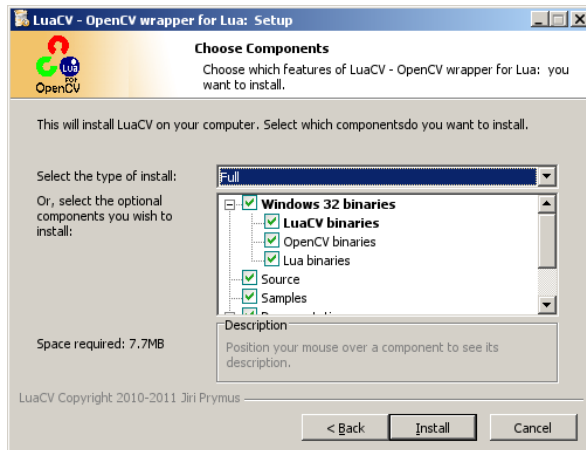 LuaCV - OpenCV wrapper for Lua: Setup
Lua
FOR
OpenCV
Choose Components
Choose which features of LuaCV - OpenCV wrapper for Lua: you
want to install.
This will install LuaCV on your computer. Select which componentsdo you want to install.
Select the type of install:
Full
Or, select the optional
components you wish to
install:
Windows 32 binaries
LuaCV binaries
OpenCV binaries
Lua binaries
Source
Samples
Space required: 7.7MB
Description
Position your mouse over a component to see its
description.
LuaCV Copyright 2010-2011 Jiri Prymus
< Back
Install
Cancel